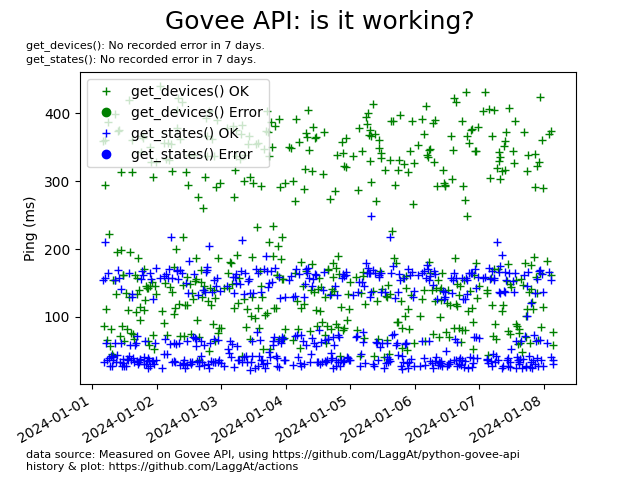 Govee API: is it working?
get_devices(): No recorded error in 7 days.
get_states(): No recorded error in 7 days.
get_devices() OK
get_devices() Error
get_states() OK
get_states() Error
Ping (ms)
400
300
200
100
2024-01-01
2024-01-02
2024-01-03
2024-01-04
2024-01-05
2024-01-06
2024-01-07
2024-01-08
data source: Measured on Govee API, using https://github.com/LaggAt/python-govee-api
history & plot: https://github.com/LaggAt/actions